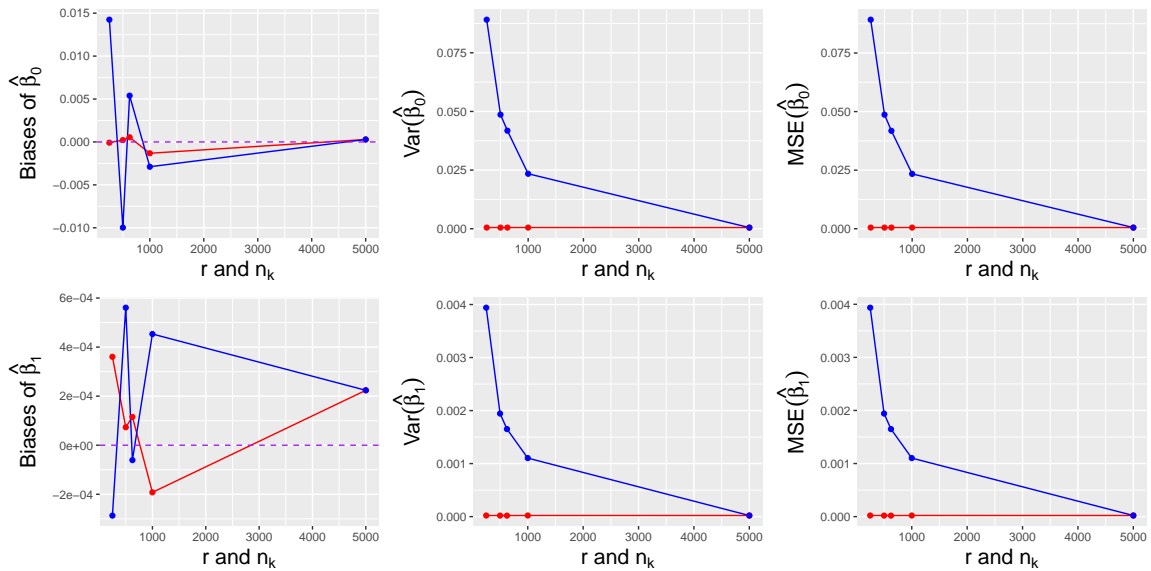 Biases of β̂₀
0.015
0.010
0.005
0.000
−0.005
−0.010
1000 2000 3000 4000 5000
r and nₖ
Var(β̂₀)
0.075
0.050
0.025
0.000
0 1000 2000 3000 4000 5000
r and nₖ
MSE(β̂₀)
0.075
0.050
0.025
0.000
0 1000 2000 3000 4000 5000
r and nₖ
Biases of β̂₁
6e−04
4e−04
2e−04
0e+00
−2e−04
1000 2000 3000 4000 5000
r and nₖ
Var(β̂₁)
0.004
0.003
0.002
0.001
0.000
0 1000 2000 3000 4000 5000
r and nₖ
MSE(β̂₁)
0.004
0.003
0.002
0.001
0.000
0 1000 2000 3000 4000 5000
r and nₖ